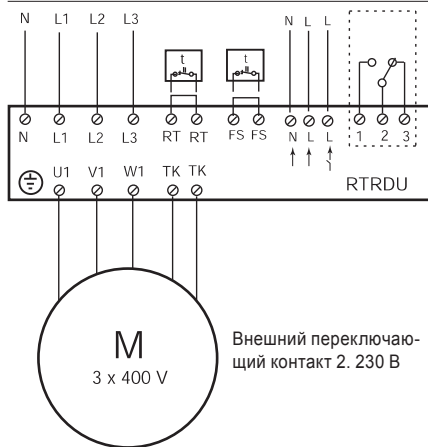 N L1 L2 L3 N L L
t t
N L1 L2 L3 RT RT FS FS N L L 1 2 3
U1 V1 W1 TK TK RTRDU
M
3 x 400 V
Внешний переключаю-
щий контакт 2. 230 В